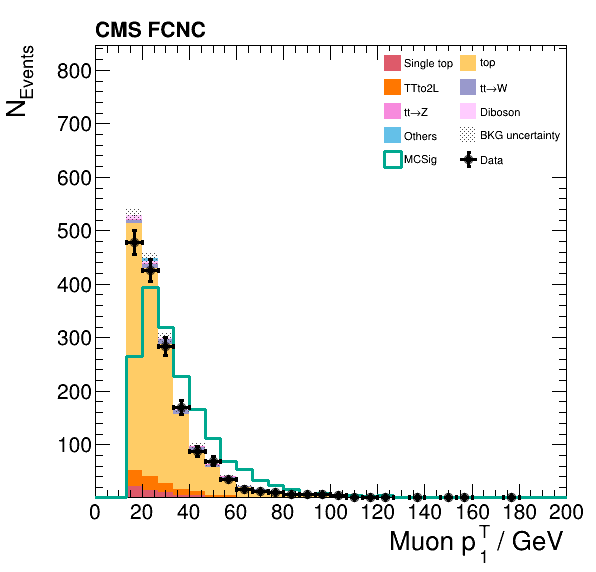 CMS FCNC
N_Events
800
700
600
500
400
300
200
100
Single top top
TTto2L tt→W
tt→Z Diboson
Others BKG uncertainty
MCSig Data
0 20 40 60 80 100 120 140 160 180 200
Muon p_1^T / GeV